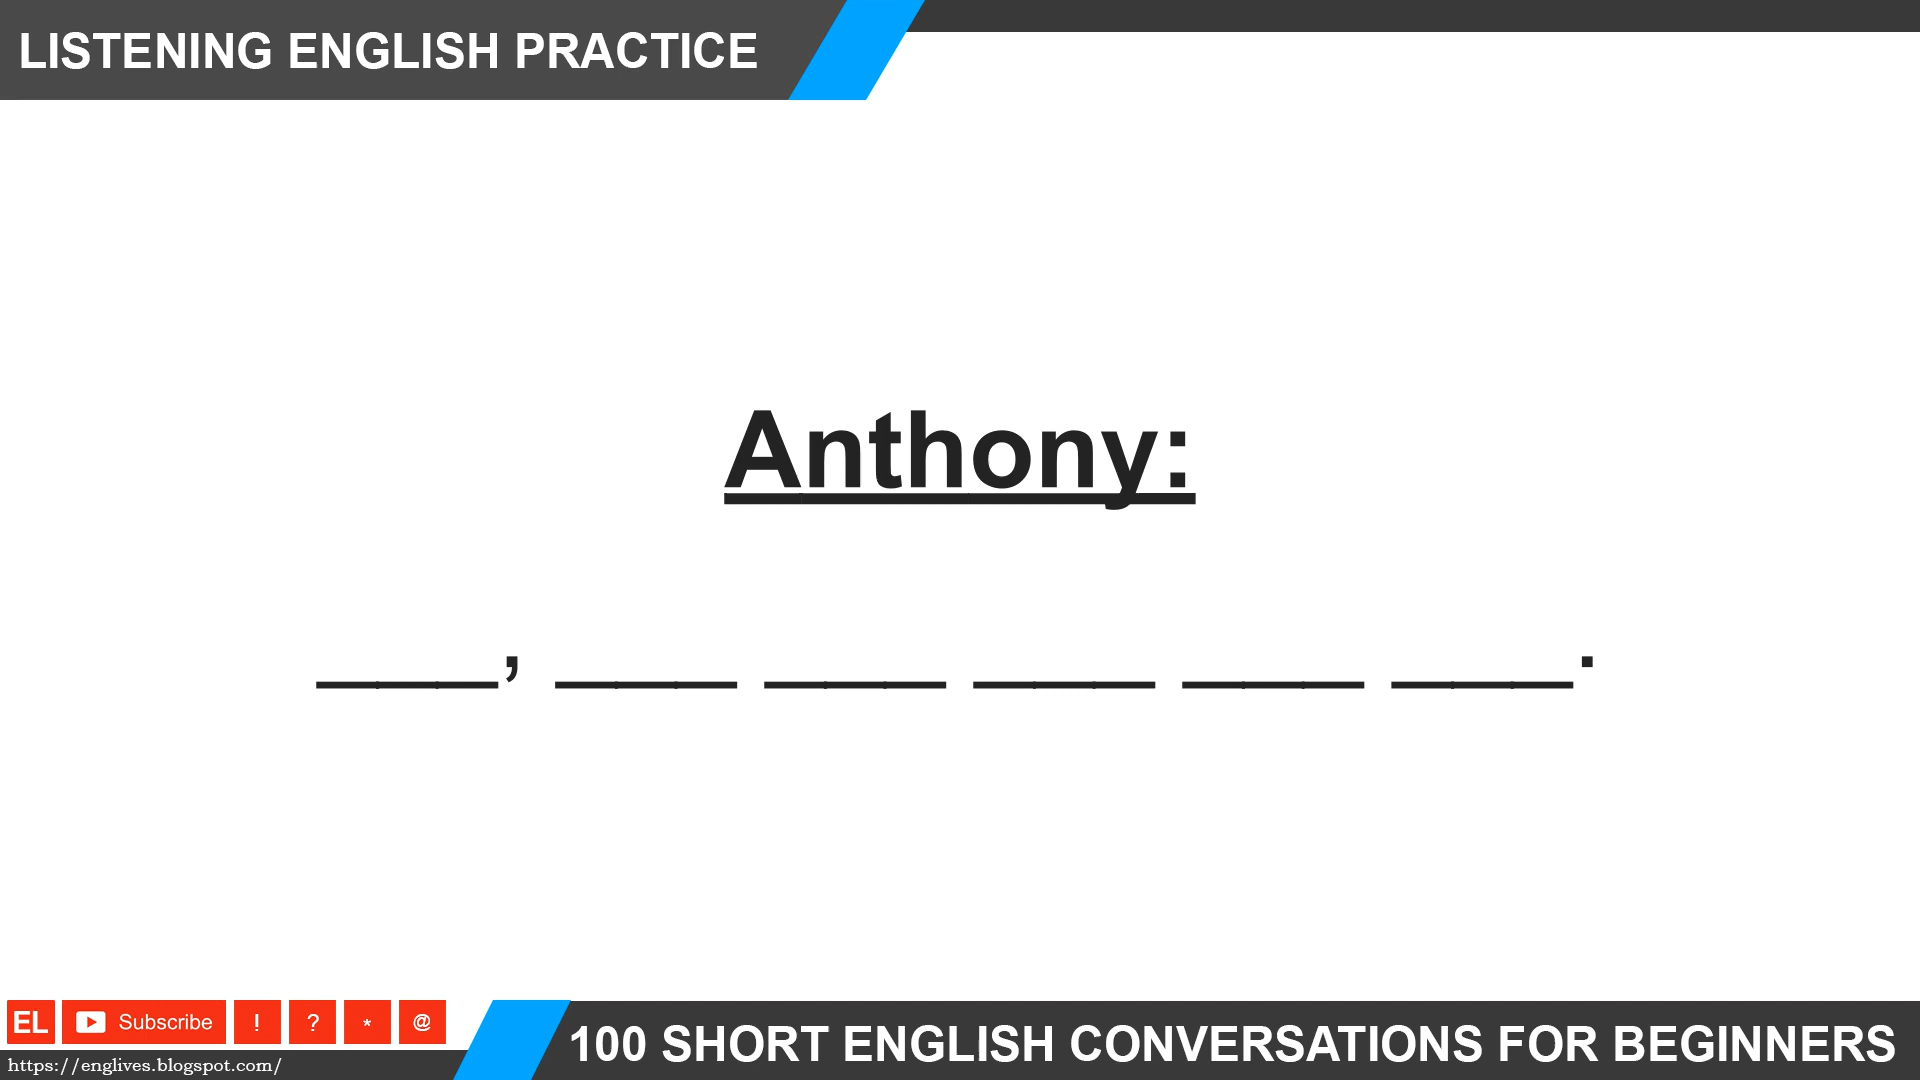 LISTENING ENGLISH PRACTICE
Anthony:
___, ___ ___ ___ ___ ___.
EL Subscribe ! ? * @
https://englives.blogspot.com/
100 SHORT ENGLISH CONVERSATIONS FOR BEGINNERS